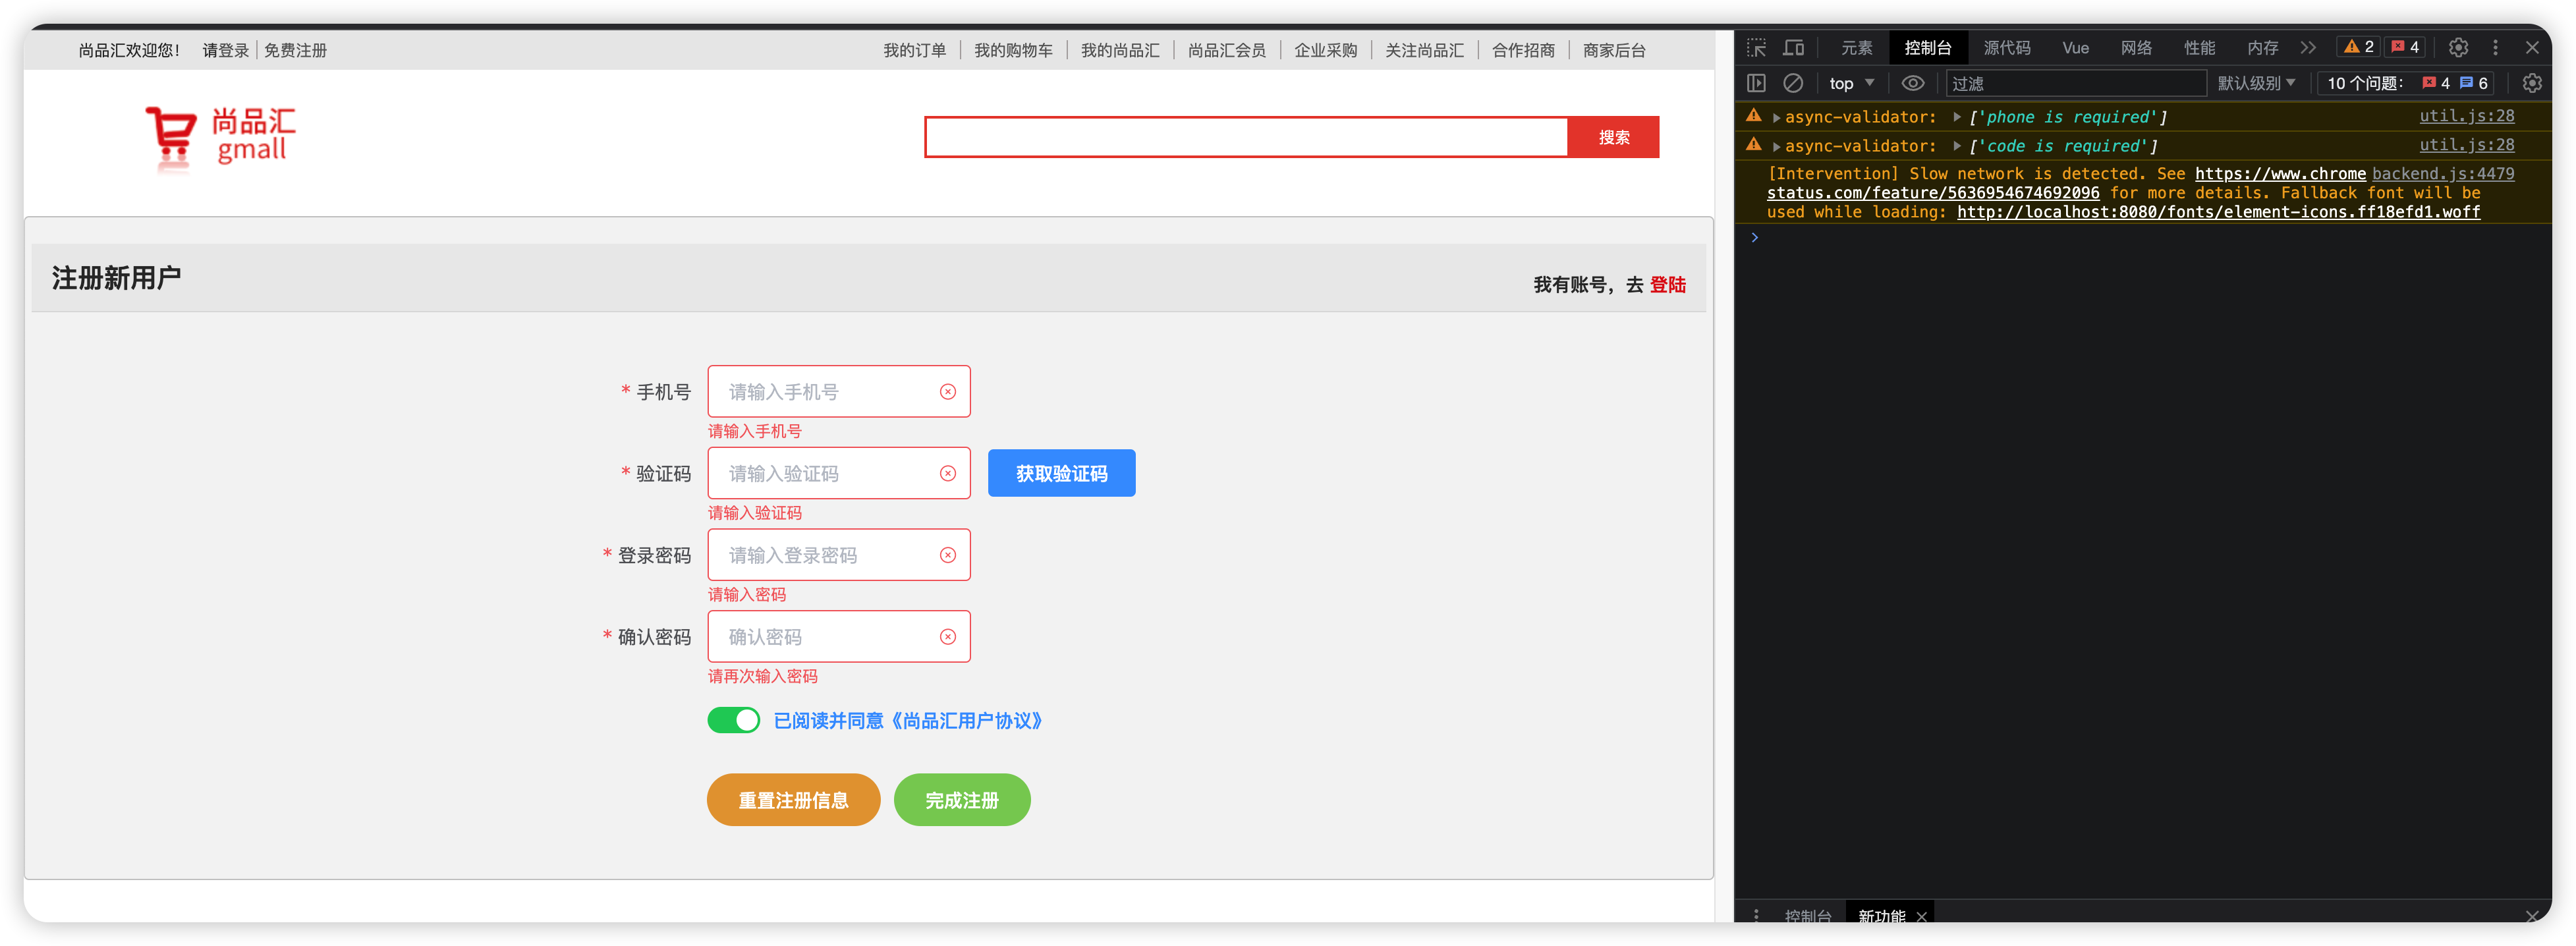 尚品汇欢迎您！ 请登录 免费注册
我的订单 我的购物车 我的尚品汇 尚品汇会员 企业采购 关注尚品汇 合作招商 商家后台
尚品汇
gmall
搜索
注册新用户
我有账号，去 登陆
* 手机号 请输入手机号
请输入手机号
* 验证码 请输入验证码 获取验证码
请输入验证码
* 登录密码 请输入登录密码
请输入密码
* 确认密码 确认密码
请再次输入密码
已阅读并同意《尚品汇用户协议》
重置注册信息 完成注册
元素 控制台 源代码 Vue 网络 性能 内存 2 4
top 过滤 默认级别 10 个问题： 4 6
async-validator: ['phone is required'] util.js:28
async-validator: ['code is required'] util.js:28
[Intervention] Slow network is detected. See https://www.chrome backend.js:4479
status.com/feature/5636954674692096 for more details. Fallback font will be
used while loading: http://localhost:8080/fonts/element-icons.ff18efd1.woff
控制台 新功能